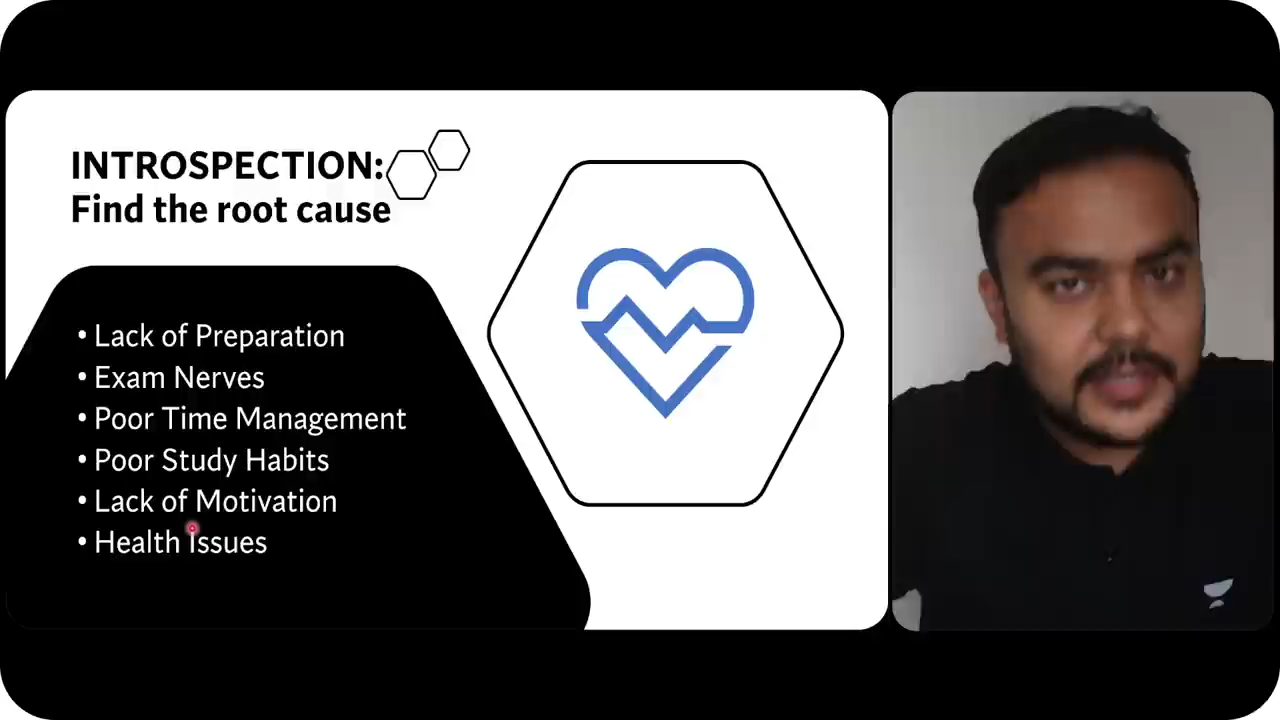 INTROSPECTION:
Find the root cause
• Lack of Preparation
• Exam Nerves
• Poor Time Management
• Poor Study Habits
• Lack of Motivation
• Health Issues